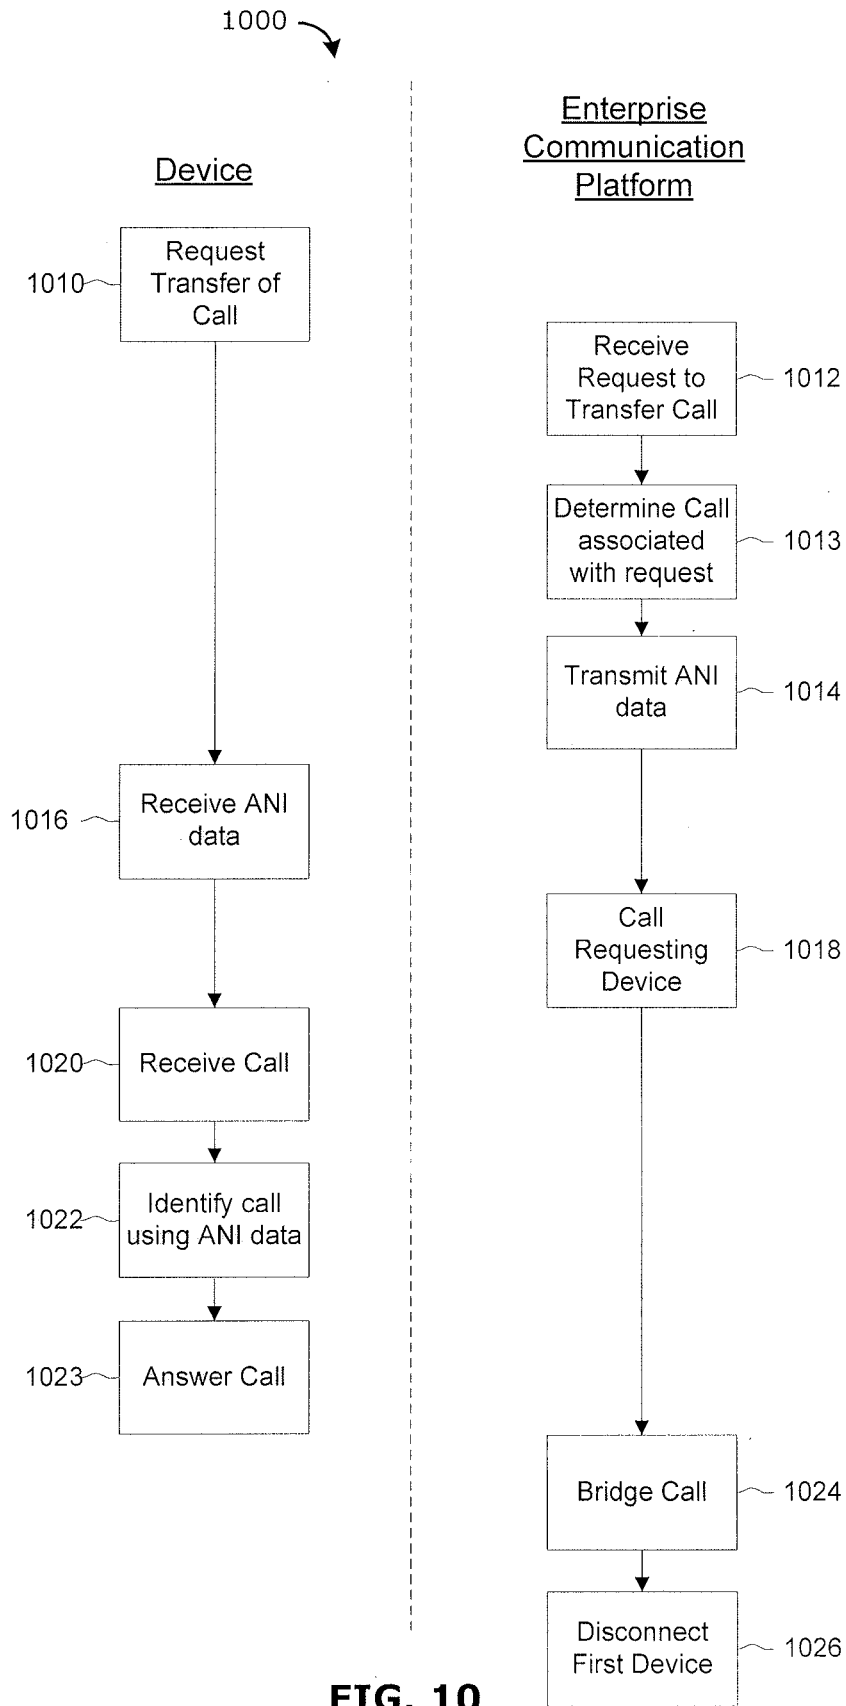 1000
Device
Enterprise
Communication
Platform
Request
Transfer of
Call
1010
Receive
Request to
Transfer Call
1012
Determine Call
associated
with request
1013
Transmit ANI
data
1014
Receive ANI
data
1016
Call
Requesting
Device
1018
Receive Call
1020
Identify call
using ANI data
1022
Answer Call
1023
Bridge Call
1024
Disconnect
First Device
1026
FIG. 10